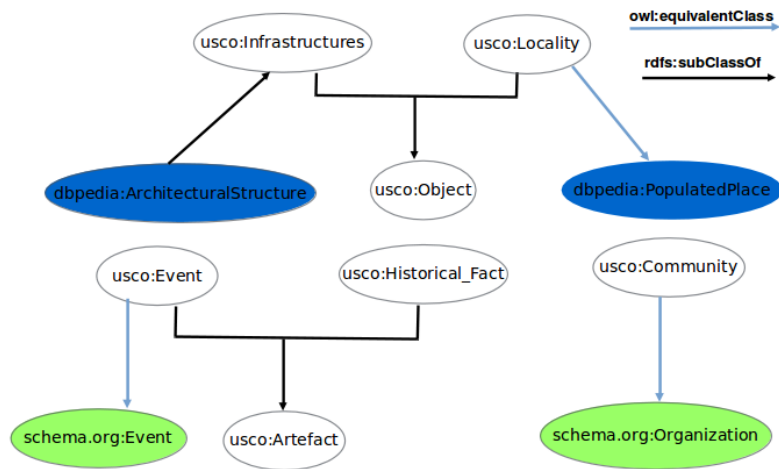 owl:equivalentClass
usco:Infrastructures
usco:Locality
rdfs:subClassOf
dbpedia:ArchitecturalStructure
usco:Object
dbpedia:PopulatedPlace
usco:Event
usco:Historical_Fact
usco:Community
schema.org:Event
usco:Artefact
schema.org:Organization